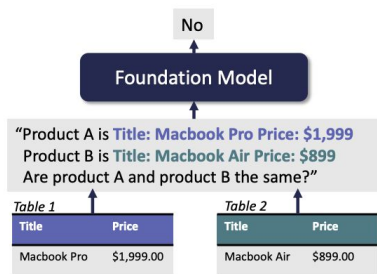 No
Foundation Model
“Product A is Title: Macbook Pro Price: $1,999
Product B is Title: Macbook Air Price: $899
Are product A and product B the same?”
Table 1
Title Price
Macbook Pro $1,999.00
Table 2
Title Price
Macbook Air $899.00